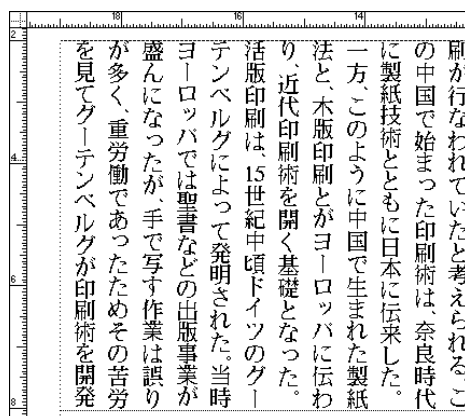 刷が行なわれていたと考えられる。こ
の中国で始まった印刷術は、奈良時代
に製紙技術とともに日本に伝来した。
一方、このように中国で生まれた製紙
法と、木版印刷とがヨーロッパに伝わ
り、近代印刷術を開く基礎となった。
活版印刷は、15世紀中頃ドイツのグー
テンベルグによって発明された。当時
ヨーロッパでは聖書などの出版事業が
盛んになったが、手で写す作業は誤り
が多く、重労働であったためその苦労
を見てグーテンベルグが印刷術を開発
18 16 14
2
4
6
8